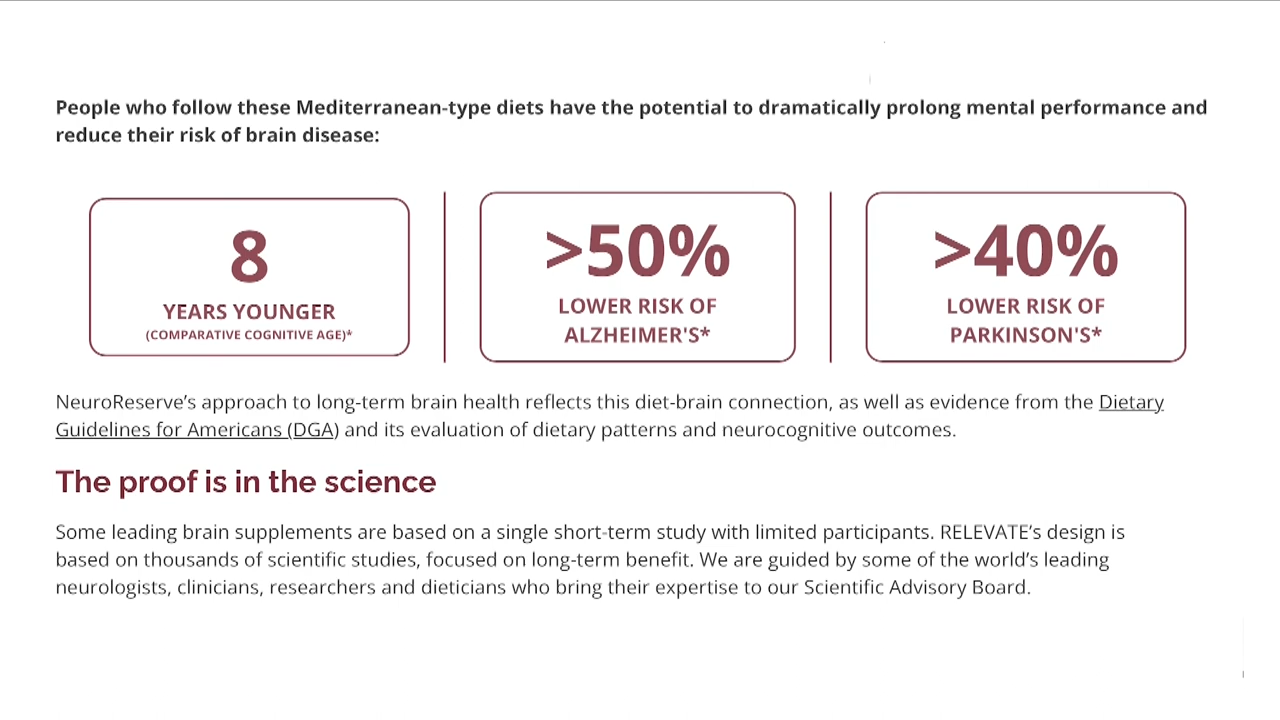 People who follow these Mediterranean-type diets have the potential to dramatically prolong mental performance and
reduce their risk of brain disease:
8
YEARS YOUNGER
(COMPARATIVE COGNITIVE AGE)*
>50%
LOWER RISK OF
ALZHEIMER'S*
>40%
LOWER RISK OF
PARKINSON'S*
NeuroReserve’s approach to long-term brain health reflects this diet-brain connection, as well as evidence from the Dietary
Guidelines for Americans (DGA) and its evaluation of dietary patterns and neurocognitive outcomes.
The proof is in the science
Some leading brain supplements are based on a single short-term study with limited participants. RELEVATE’s design is
based on thousands of scientific studies, focused on long-term benefit. We are guided by some of the world’s leading
neurologists, clinicians, researchers and dieticians who bring their expertise to our Scientific Advisory Board.